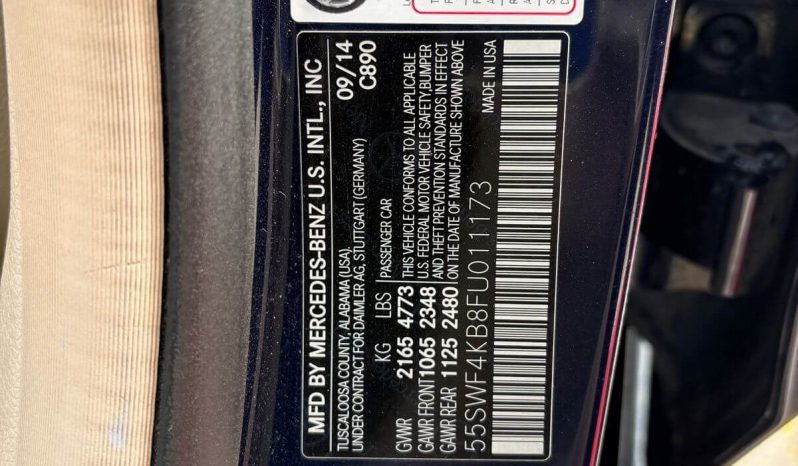 MFD BY MERCEDES-BENZ U.S. INTL., INC
TUSCALOOSA COUNTY, ALABAMA (USA)
UNDER CONTRACT FOR DAIMLER AG, STUTTGART (GERMANY)
09/14
C890
KG LBS PASSENGER CAR
GVWR 2165 4773
GAWR FRONT 1065 2348
GAWR REAR 1125 2480
THIS VEHICLE CONFORMS TO ALL APPLICABLE
U.S. FEDERAL MOTOR VEHICLE SAFETY,BUMPER
AND THEFT PREVENTION STANDARDS IN EFFECT
ON THE DATE OF MANUFACTURE SHOWN ABOVE
55SWF4KB8FU011173
MADE IN USA